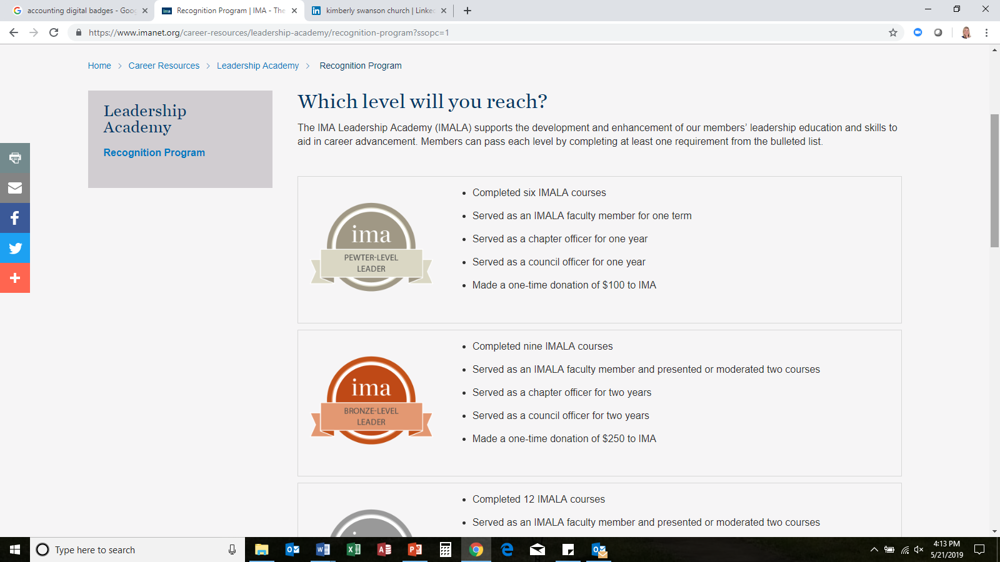 accounting digital badges - Goog
Recognition Program | IMA - The
kimberly swanson church | Linke
https://www.imanet.org/career-resources/leadership-academy/recognition-program?ssopc=1
Home > Career Resources > Leadership Academy > Recognition Program
Leadership
Academy
Recognition Program
Which level will you reach?
The IMA Leadership Academy (IMALA) supports the development and enhancement of our members’ leadership education and skills to
aid in career advancement. Members can pass each level by completing at least one requirement from the bulleted list.
ima
PEWTER-LEVEL
LEADER
• Completed six IMALA courses
• Served as an IMALA faculty member for one term
• Served as a chapter officer for one year
• Served as a council officer for one year
• Made a one-time donation of $100 to IMA
ima
BRONZE-LEVEL
LEADER
• Completed nine IMALA courses
• Served as an IMALA faculty member and presented or moderated two courses
• Served as a chapter officer for two years
• Served as a council officer for two years
• Made a one-time donation of $250 to IMA
• Completed 12 IMALA courses
• Served as an IMALA faculty member and presented or moderated two courses
Type here to search
4:13 PM
5/21/2019